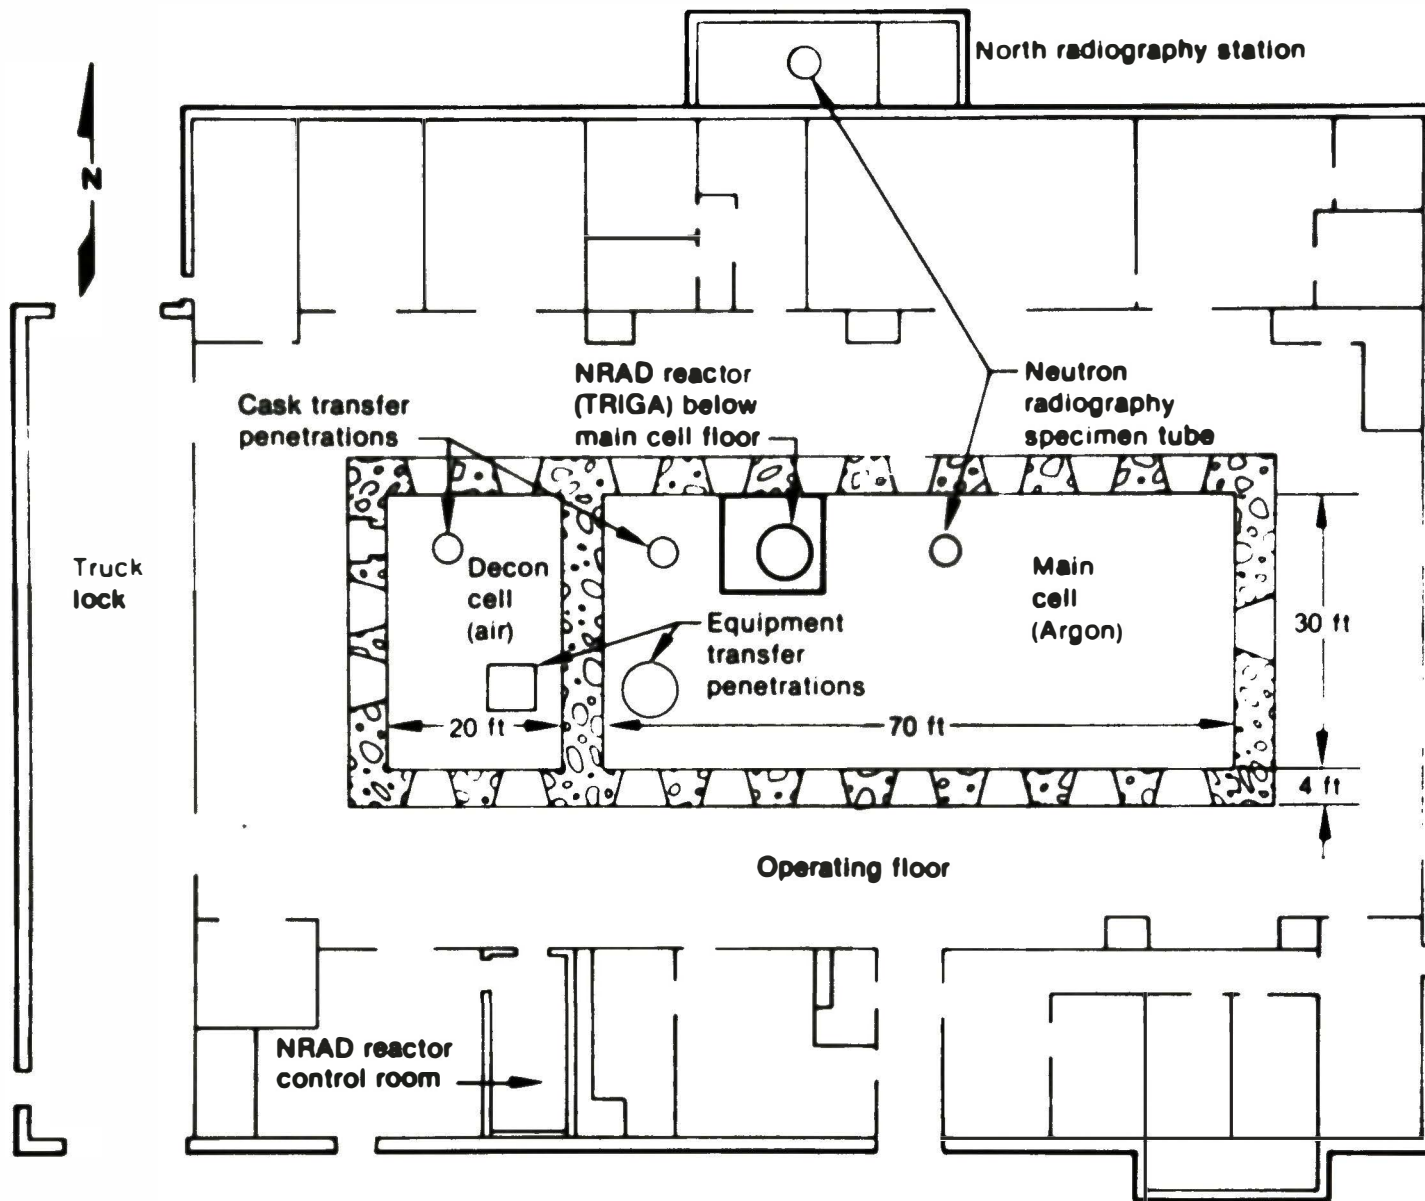 North radiography station
N
NRAD reactor
(TRIGA) below
main cell floor
Neutron
radiography
specimen tube
Cask transfer
penetrations
Truck
lock
Decon
cell
(air)
Main
cell
(Argon)
30 ft
Equipment
transfer
penetrations
20 ft
70 ft
4 ft
Operating floor
NRAD reactor
control room